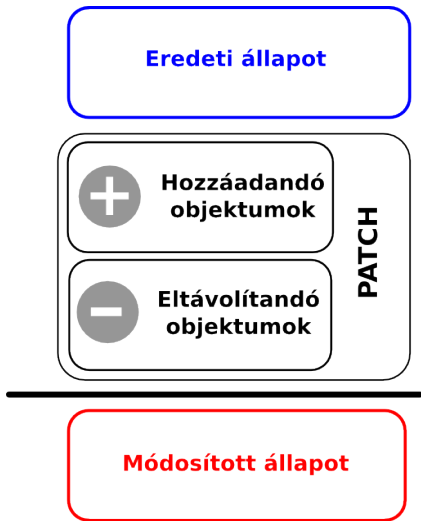 Eredeti állapot
Hozzáadandó
objektumok
PATCH
Eltávolítandó
objektumok
Módosított állapot